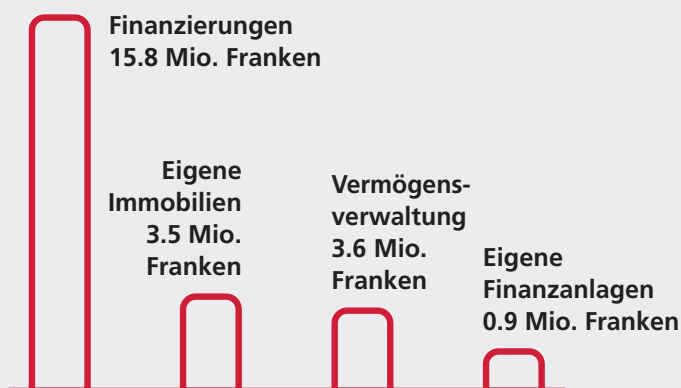 Finanzierungen
15.8 Mio. Franken
Eigene
Immobilien
3.5 Mio.
Franken
Vermögens-
verwaltung
3.6 Mio.
Franken
Eigene
Finanzanlagen
0.9 Mio. Franken